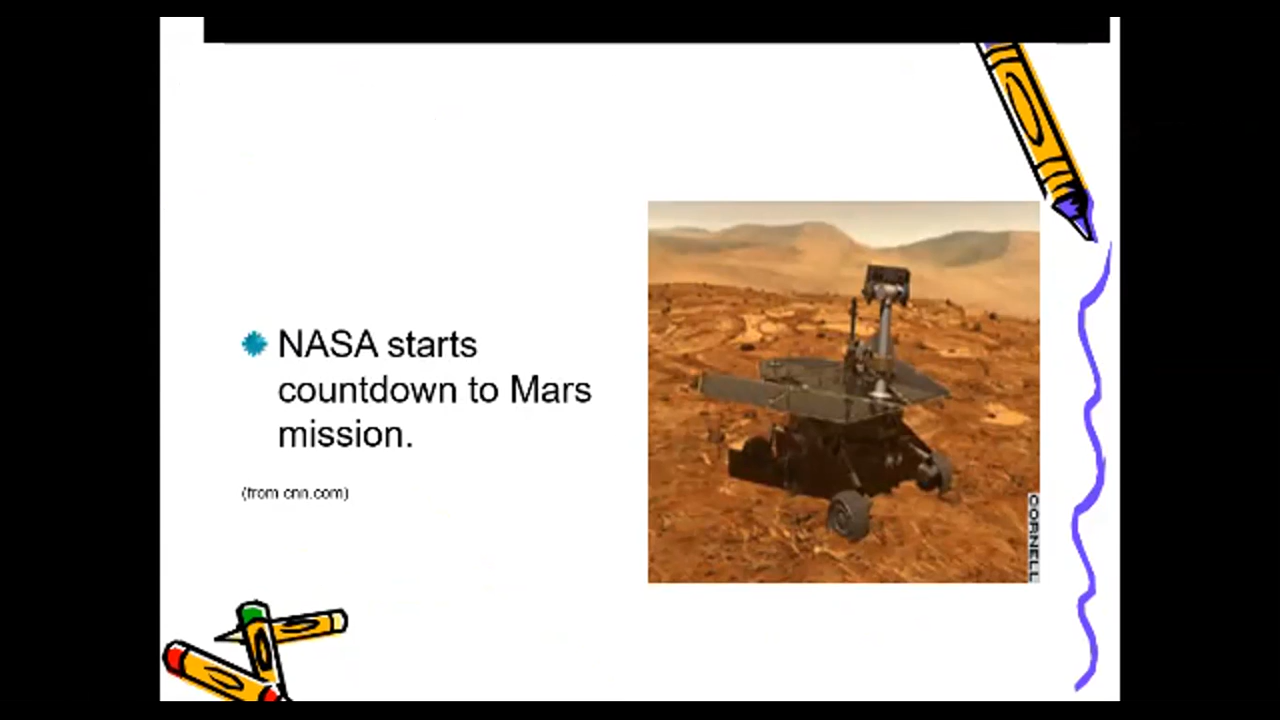 NASA starts
countdown to Mars
mission.
(from cnn.com)
CORNELL